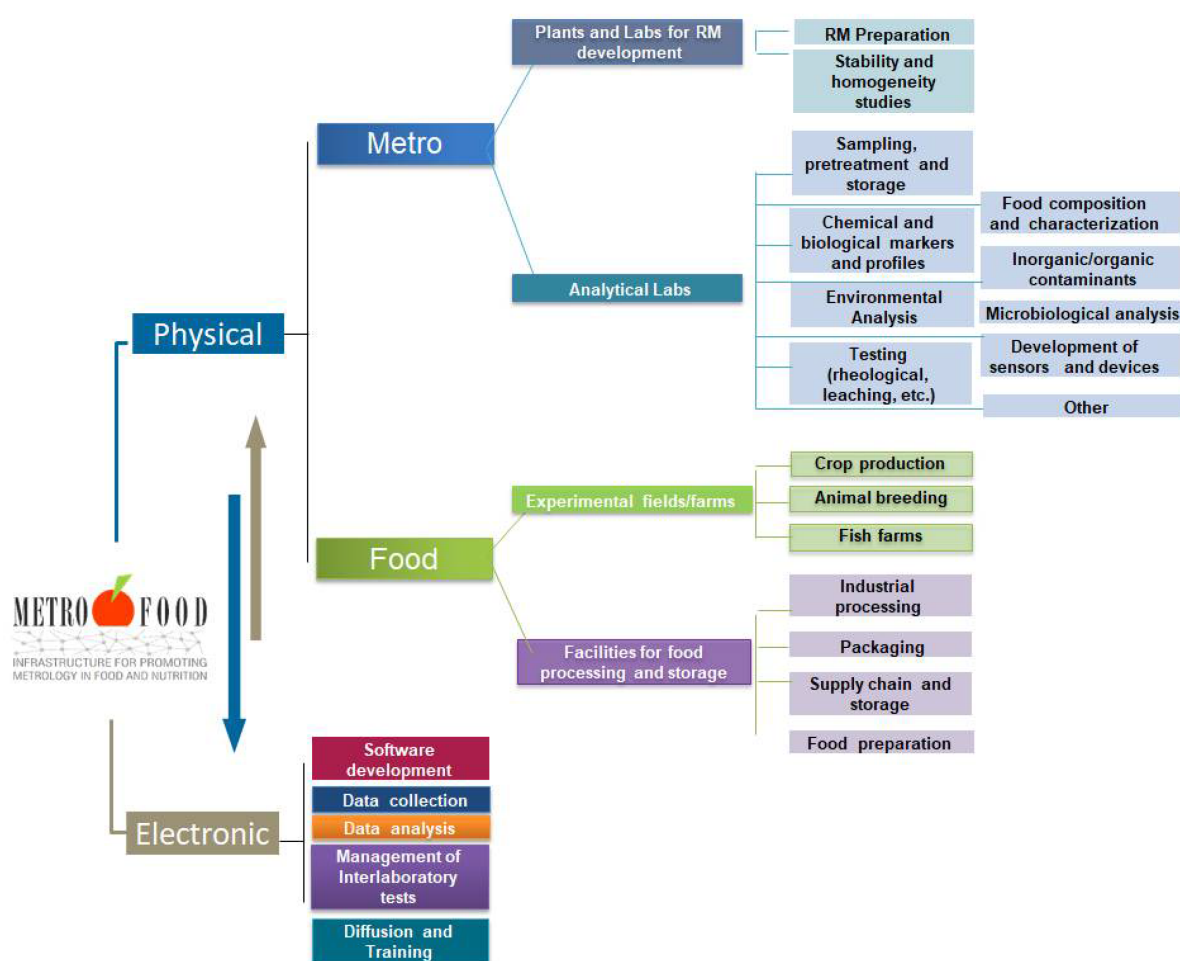 Plants and Labs for RM
development
RM Preparation
Stability and
homogeneity
studies
Metro
Sampling,
pretreatment and
storage
Food composition
and characterization
Chemical and
biological markers
and profiles
Inorganic/organic
contaminants
Analytical Labs
Environmental
Analysis
Microbiological analysis
Physical
Development of
sensors and devices
Testing
(rheological,
leaching, etc.)
Other
Crop production
Experimental fields/farms
Animal breeding
Fish farms
Food
Industrial
processing
METRO FOOD
INFRASTRUCTURE FOR PROMOTING
METROLOGY IN FOOD AND NUTRITION
Facilities for food
processing and storage
Packaging
Supply chain and
storage
Food preparation
Software
development
Data collection
Data analysis
Electronic
Management of
Interlaboratory
tests
Diffusion and
Training